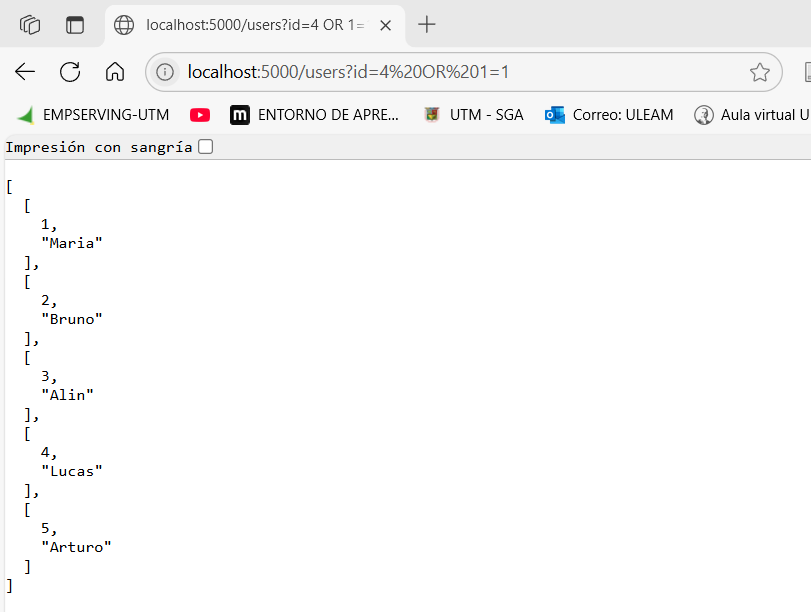 localhost:5000/users?id=4 OR 1=
localhost:5000/users?id=4%20OR%201=1
EMPSERVING-UTM
m
ENTORNO DE APRE...
UTM - SGA
Correo: ULEAM
Aula virtual U
Impresión con sangría
[
[
1,
"Maria"
],
[
2,
"Bruno"
],
[
3,
"Alin"
],
[
4,
"Lucas"
],
[
5,
"Arturo"
]
]